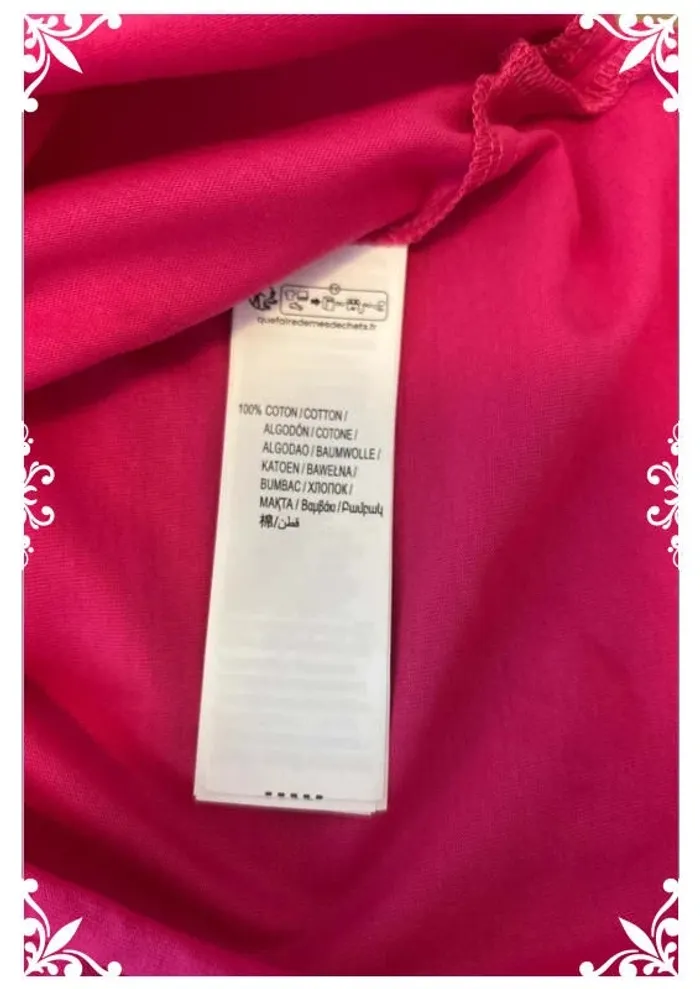 quefairedemesdechets.fr
100% COTON / COTTON /
ALGODÓN / COTONE /
ALGODAO / BAUMWOLLE /
KATOEN / BAWEŁNA /
BUMBAC / ХЛОПОК /
МАҚТА / Βαμβάκι / Բամբակ
棉/قطن